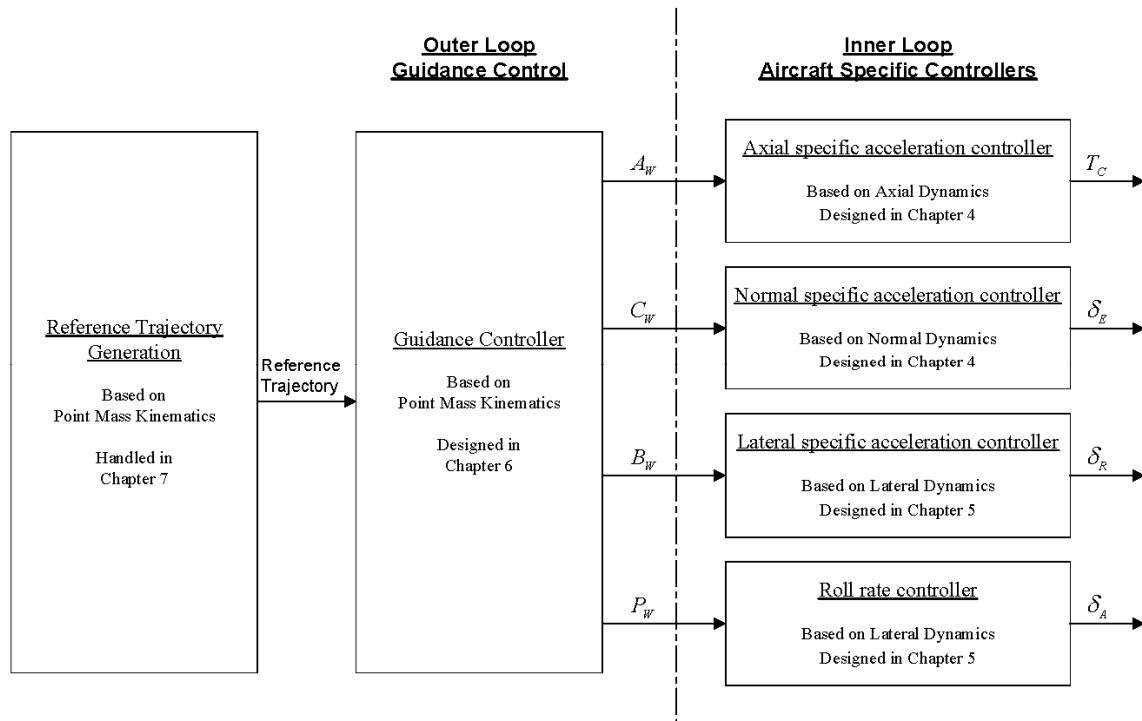 Outer Loop
Guidance Control
Inner Loop
Aircraft Specific Controllers
Reference Trajectory
Generation
Based on
Point Mass Kinematics
Handled in
Chapter 7
Reference
Trajectory
Guidance Controller
Based on
Point Mass Kinematics
Designed in
Chapter 6
A_W
Axial specific acceleration controller
Based on Axial Dynamics
Designed in Chapter 4
T_C
C_W
Normal specific acceleration controller
Based on Normal Dynamics
Designed in Chapter 4
δ_E
B_W
Lateral specific acceleration controller
Based on Lateral Dynamics
Designed in Chapter 5
δ_R
P_W
Roll rate controller
Based on Lateral Dynamics
Designed in Chapter 5
δ_A